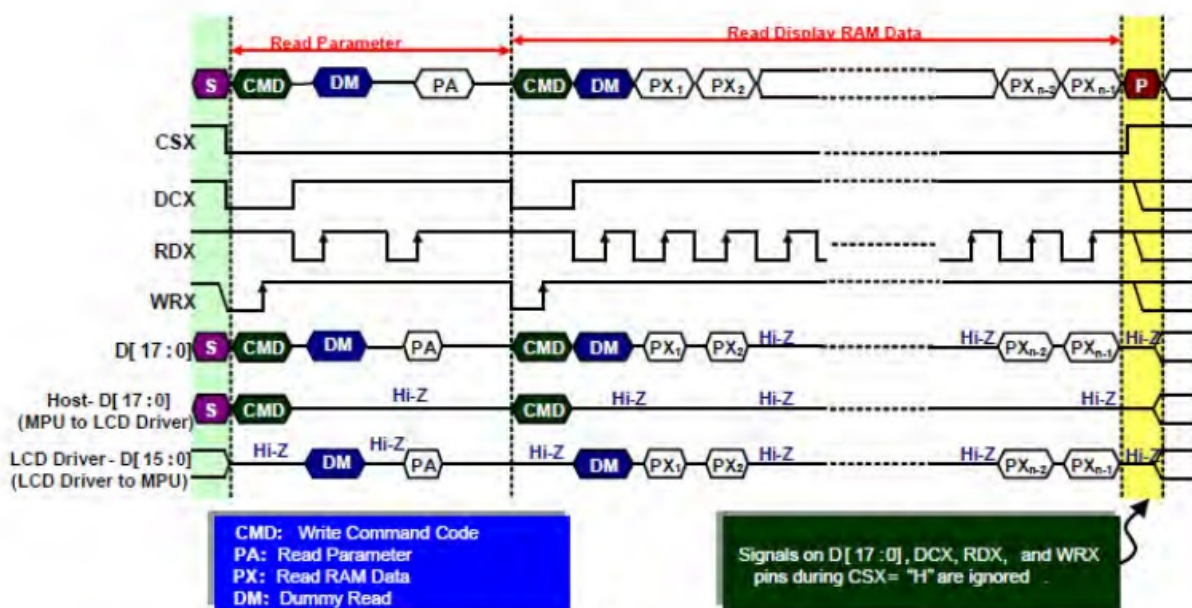 Read Parameter Read Display RAM Data
S CMD DM PA CMD DM PX1 PX2 PXn-2 PXn-1 P
CSX
DCX
RDX
WRX
D[ 17 : 0] S CMD DM PA CMD DM PX1 PX2 Hi-Z Hi-Z PXn-2 PXn-1 Hi-Z
Host- D[ 17 : 0]
(MPU to LCD Driver)
S CMD Hi-Z CMD Hi-Z Hi-Z Hi-Z
LCD Driver - D[ 15 : 0]
(LCD Driver to MPU)
Hi-Z DM Hi-Z PA Hi-Z DM PX1 PX2 Hi-Z Hi-Z PXn-2 PXn-1 Hi-Z
CMD: Write Command Code
PA: Read Parameter
PX: Read RAM Data
DM: Dummy Read
Signals on D[ 17 :0] , DCX, RDX, and WRX
pins during CSX= "H" are ignored .